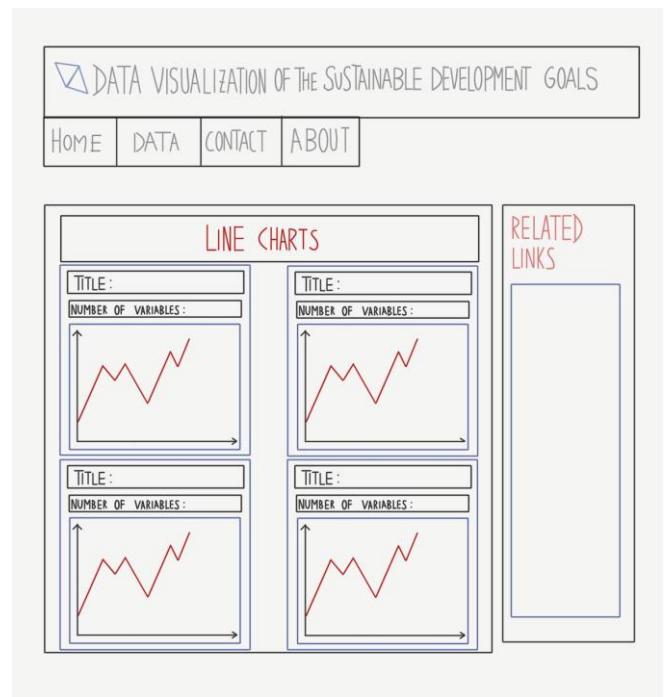 DATA VISUALIZATION OF THE SUSTAINABLE DEVELOPMENT GOALS
HOME DATA CONTACT ABOUT
LINE CHARTS
TITLE:
NUMBER OF VARIABLES:
TITLE:
NUMBER OF VARIABLES:
TITLE:
NUMBER OF VARIABLES:
TITLE:
NUMBER OF VARIABLES:
RELATED
LINKS